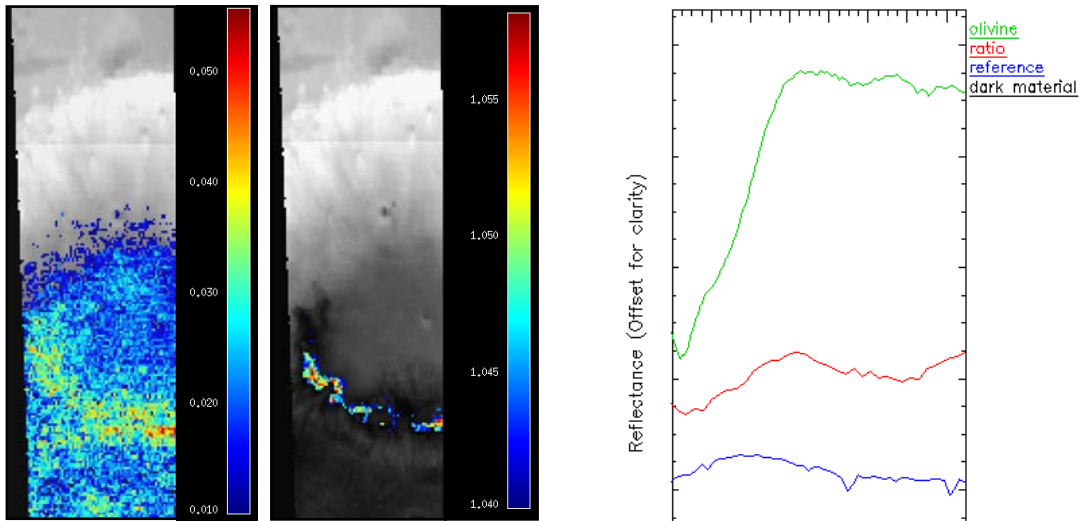 0.050
0.040
0.030
0.020
0.010
1.055
1.050
1.045
1.040
Reflectance (Offset for clarity)
olivine
ratio
reference
dark material